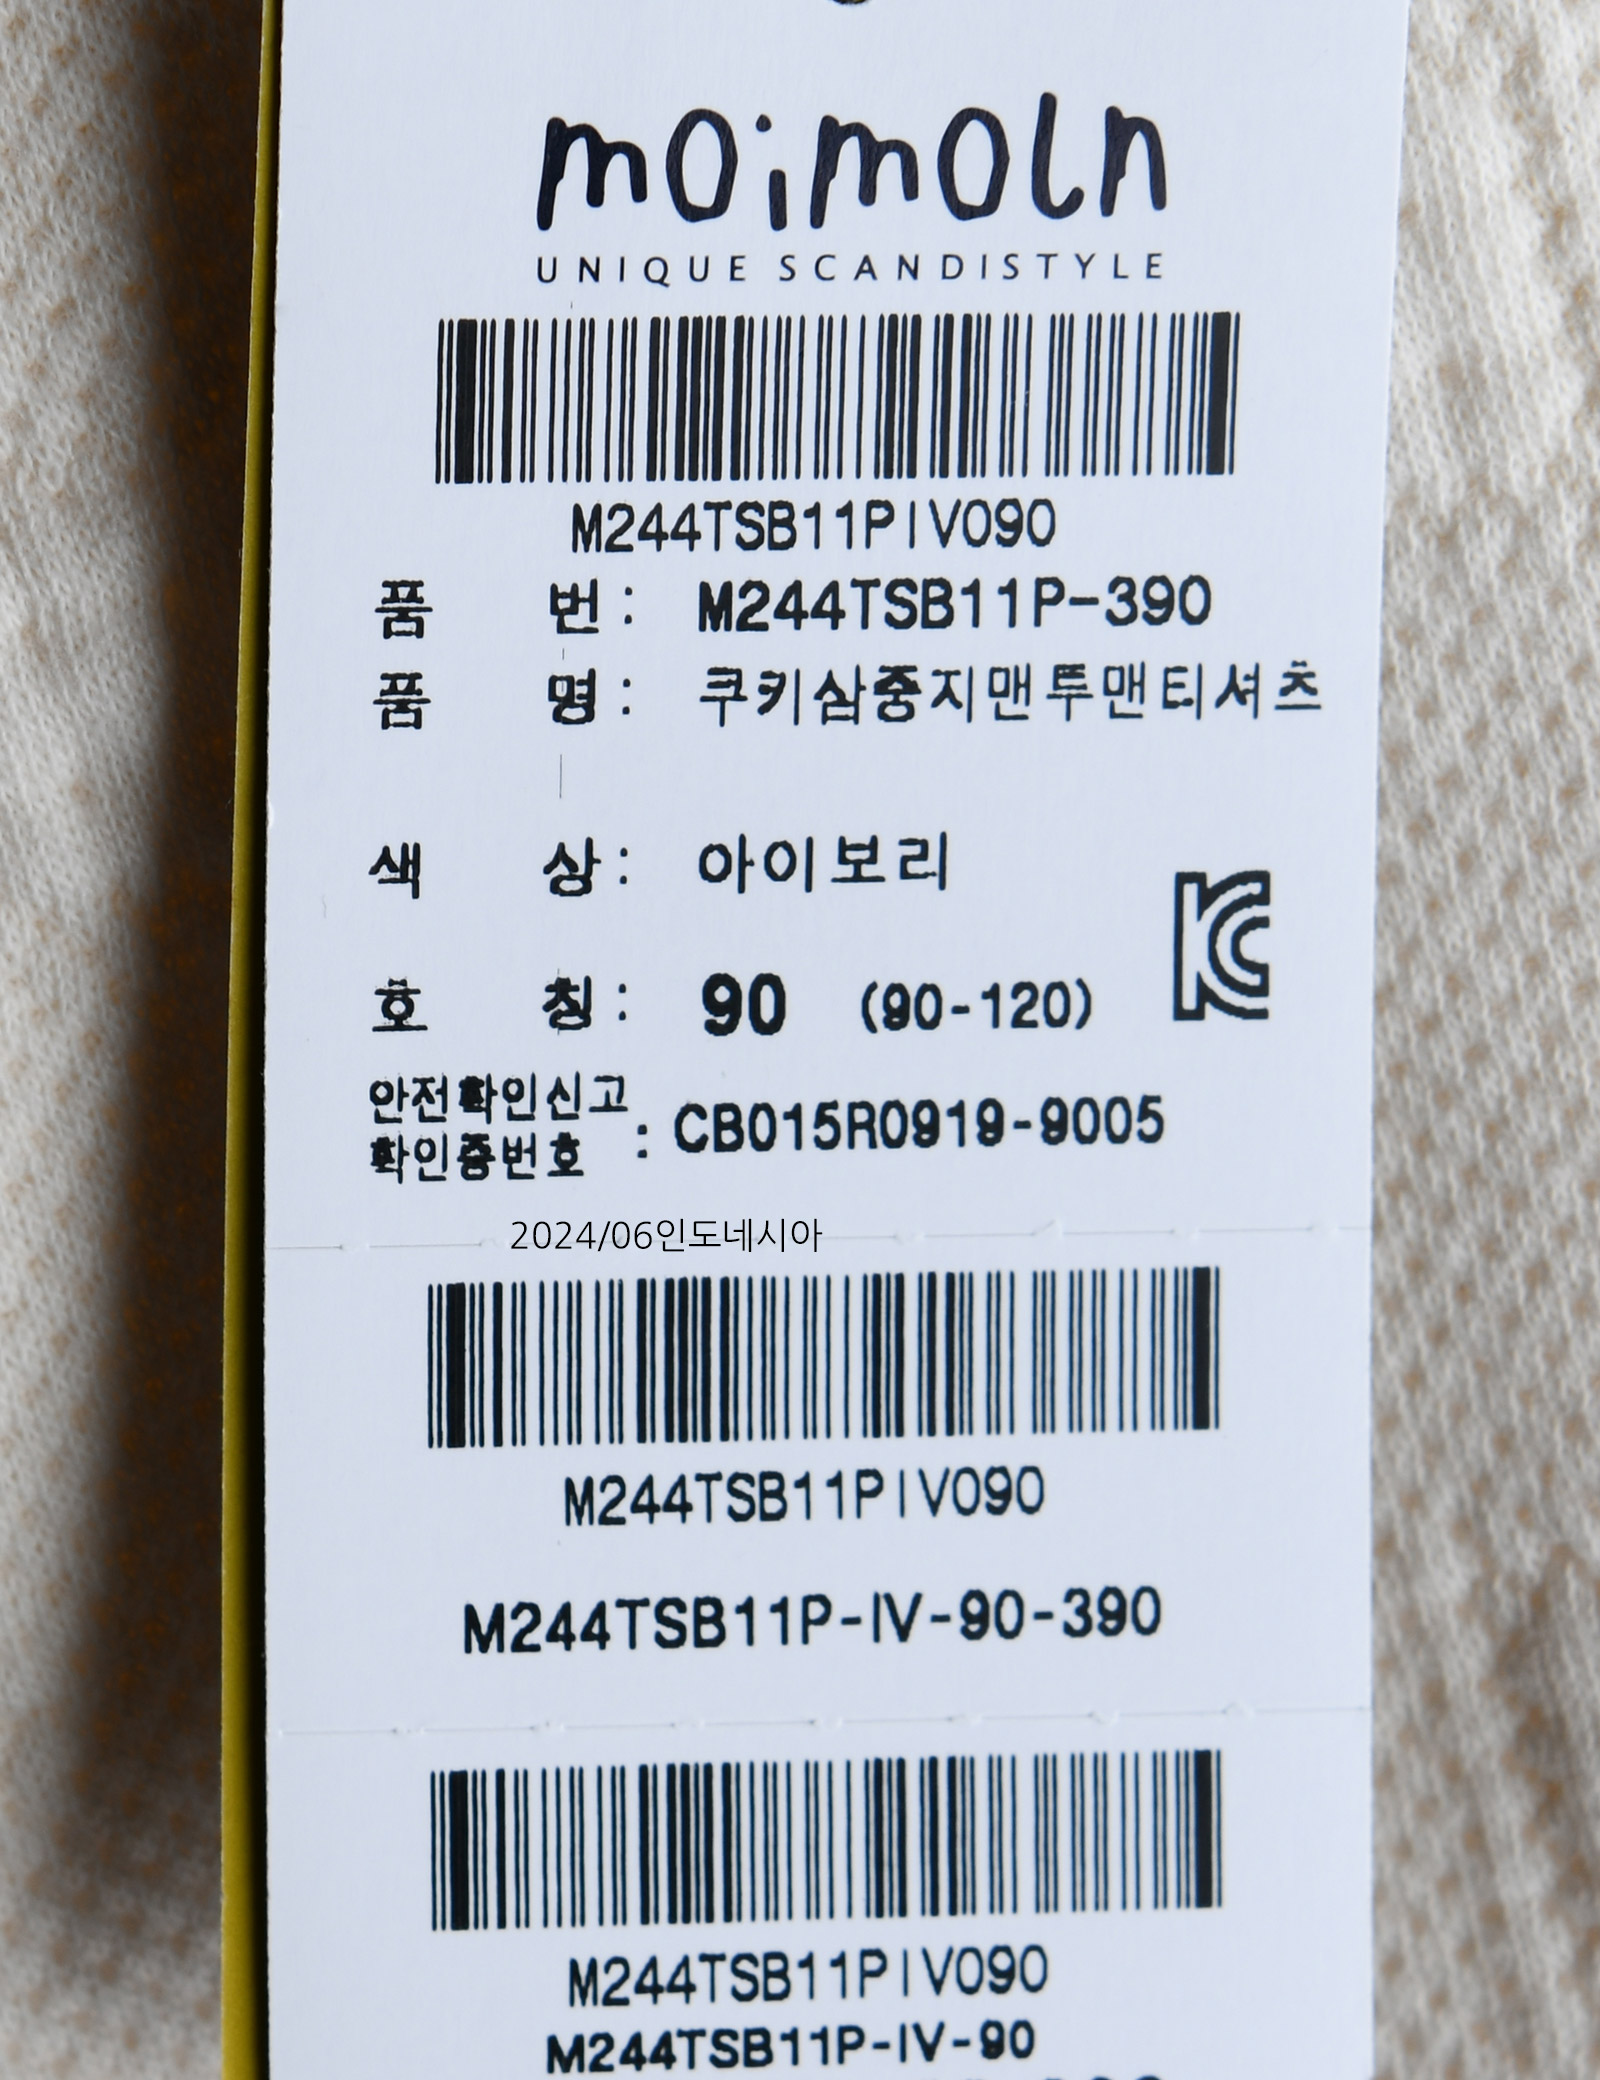 moimoln
UNIQUE SCANDISTYLE
M244TSB11PIV090
품 번 : M244TSB11P-390
품 명 : 쿠키삼중지맨투맨티셔츠
색 상 : 아이보리
호 칭 : 90 (90-120)
안전확인신고
확인증번호 : CB015R0919-9005
2024/06인도네시아
M244TSB11PIV090
M244TSB11P-IV-90-390
M244TSB11PIV090
M244TSB11P-IV-90